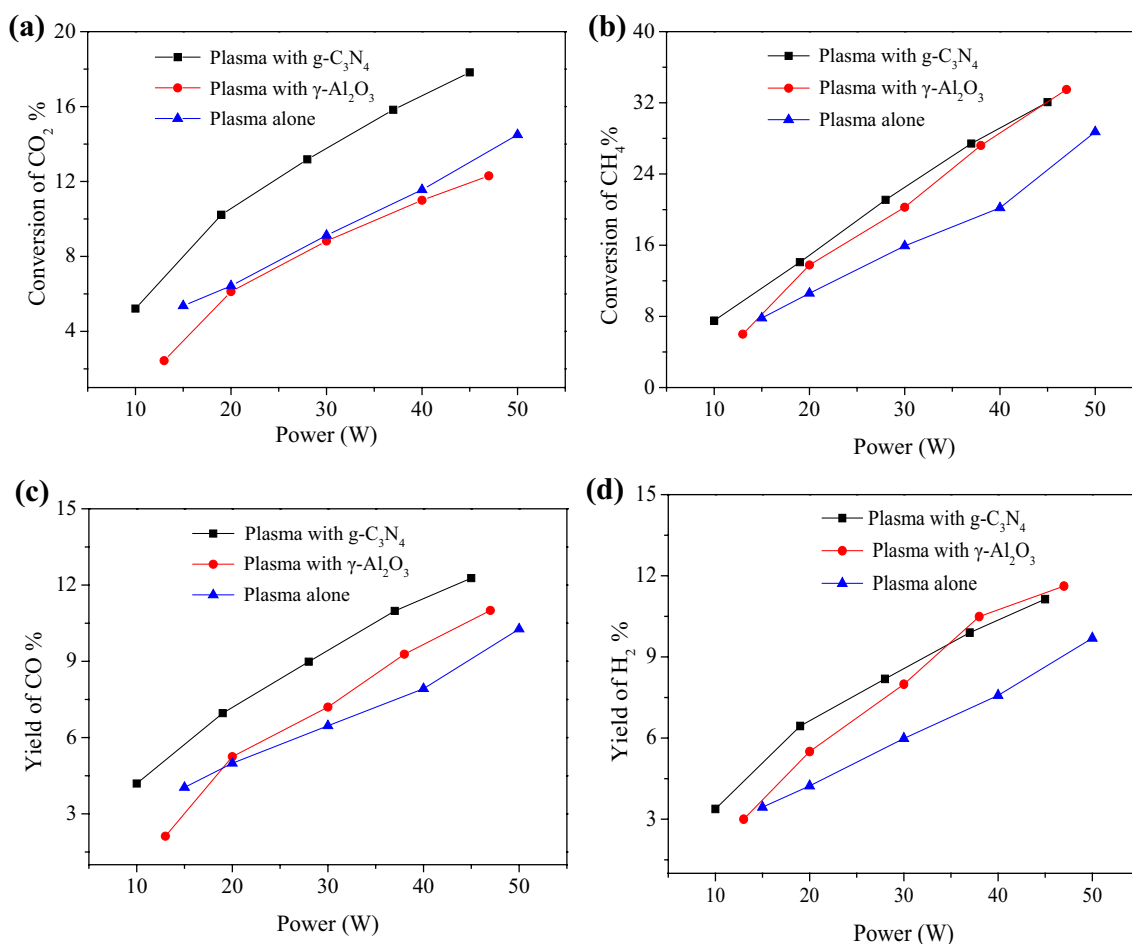 (a)
20
16
12
8
4
Conversion of CO₂ %
Plasma with g-C₃N₄
Plasma with γ-Al₂O₃
Plasma alone
10 20 30 40 50
Power (W)
(b)
40
32
24
16
8
0
Conversion of CH₄%
Plasma with g-C₃N₄
Plasma with γ-Al₂O₃
Plasma alone
10 20 30 40 50
Power (W)
(c)
15
12
9
6
3
Yield of CO %
Plasma with g-C₃N₄
Plasma with γ-Al₂O₃
Plasma alone
10 20 30 40 50
Power (W)
(d)
15
12
9
6
3
Yield of H₂ %
Plasma with g-C₃N₄
Plasma with γ-Al₂O₃
Plasma alone
10 20 30 40 50
Power (W)